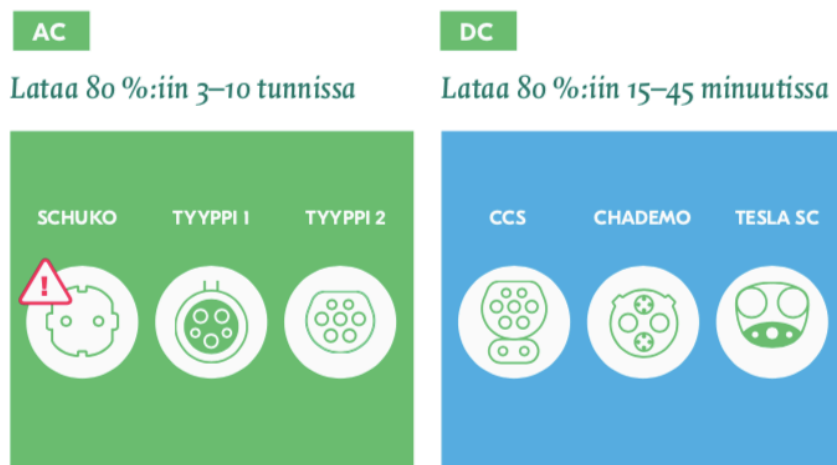 AC
Lataa 80 %:iin 3–10 tunnissa
SCHUKO
TYYPPI 1
TYYPPI 2
!
DC
Lataa 80 %:iin 15–45 minuutissa
CCS
CHADEMO
TESLA SC